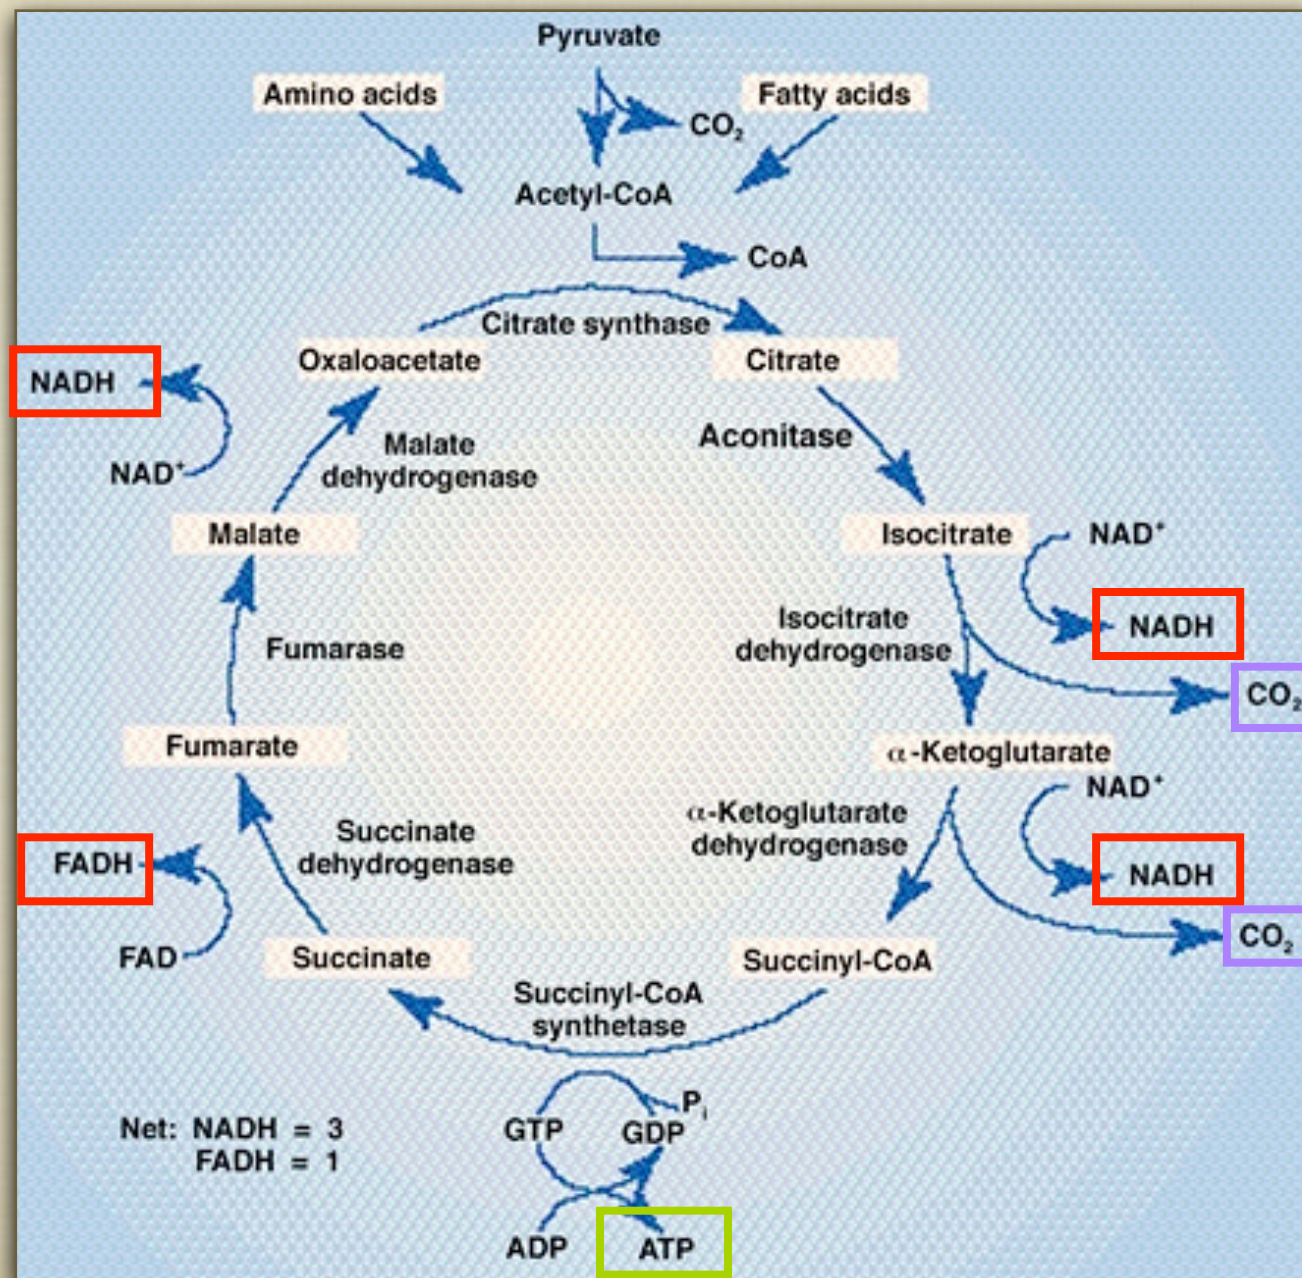 Pyruvate
Amino acids
Fatty acids
CO₂
Acetyl-CoA
CoA
Citrate synthase
Oxaloacetate
Citrate
NADH
Malate
dehydrogenase
Aconitase
NAD⁺
Malate
Isocitrate
NAD⁺
Isocitrate
dehydrogenase
NADH
Fumarase
CO₂
Fumarate
α-Ketoglutarate
NAD⁺
α-Ketoglutarate
dehydrogenase
Succinate
dehydrogenase
FADH
NADH
CO₂
FAD
Succinate
Succinyl-CoA
Succinyl-CoA
synthetase
Pᵢ
GTP
GDP
Net: NADH = 3
FADH = 1
ADP
ATP